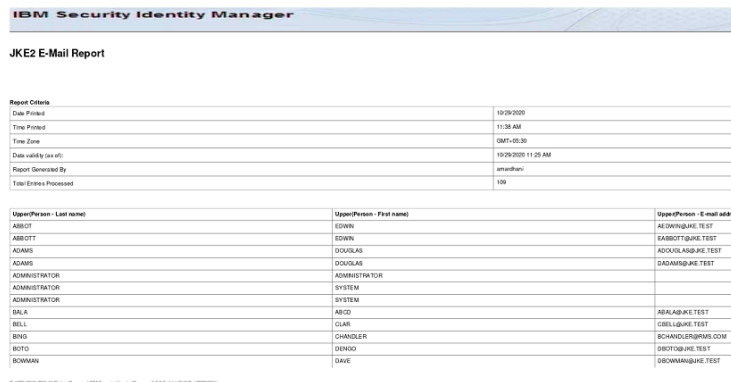 IBM Security Identity Manager
JKE2 E-Mail Report
Report Criteria
Date Printed 10/29/2020
Time Printed 11:38 AM
Time Zone GMT+05:30
Data validity (as of): 10/29/2020 11:25 AM
Report Generated By amardhani
Total Entries Processed 109
Upper(Person - Last name) Upper(Person - First name) Upper(Person - E-mail addr
ABBOT EDWIN AEDWIN@JKE.TEST
ABBOTT EDWIN EABBOTT@JKE.TEST
ADAMS DOUGLAS ADOUGLAS@JKE.TEST
ADAMS DOUGLAS DADAMS@JKE.TEST
ADMINISTRATOR ADMINISTRATOR
ADMINISTRATOR SYSTEM
ADMINISTRATOR SYSTEM
BALA ABCD ABALA@JKE.TEST
BELL CLAR CBELL@JKE.TEST
BING CHANDLER BCHANDLER@RMS.COM
BOTO DENGO DBOTO@JKE.TEST
BOWMAN DAVE DBOWMAN@JKE.TEST